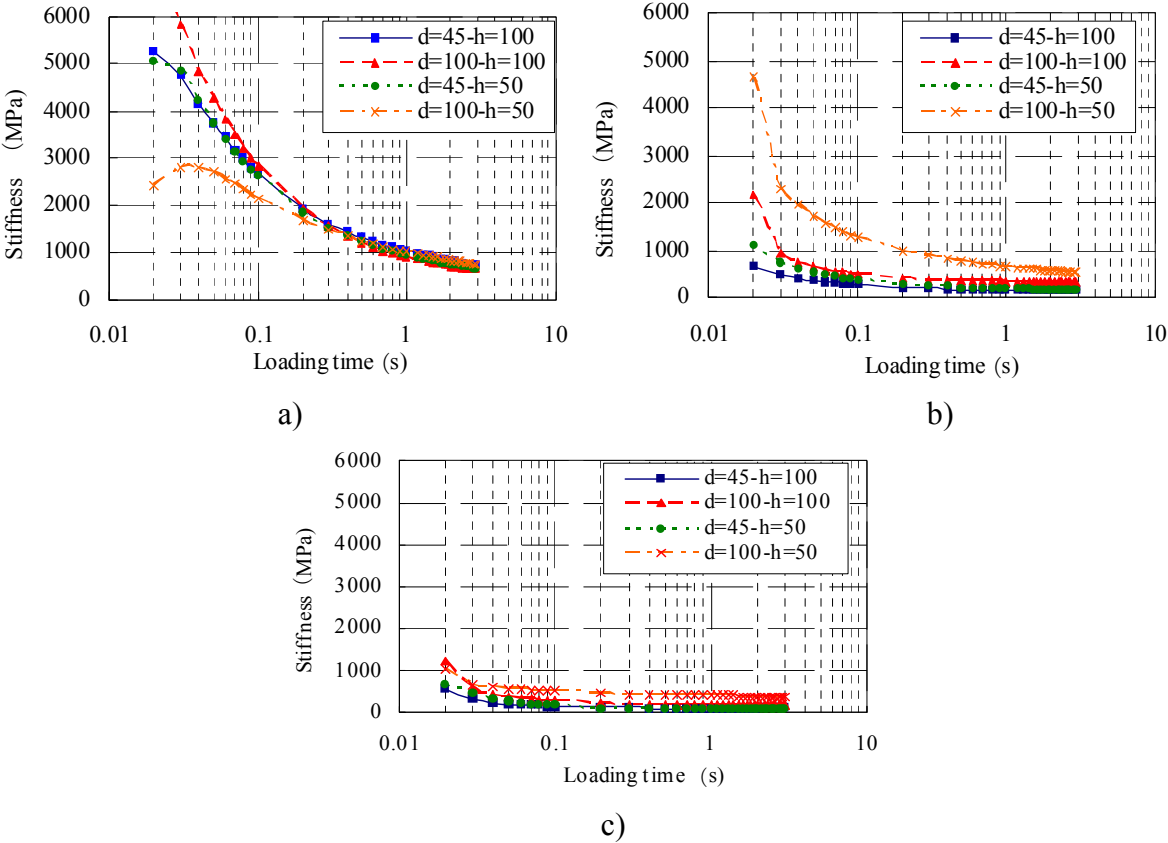 6000
5000
4000
3000
2000
1000
0
Stiffness (MPa)
d=45-h=100
d=100-h=100
d=45-h=50
d=100-h=50
0.01
0.1
1
10
Loading time (s)
a)
6000
5000
4000
3000
2000
1000
0
Stiffness (MPa)
d=45-h=100
d=100-h=100
d=45-h=50
d=100-h=50
0.01
0.1
1
10
Loading time (s)
b)
6000
5000
4000
3000
2000
1000
0
Stiffness (MPa)
d=45-h=100
d=100-h=100
d=45-h=50
d=100-h=50
0.01
0.1
1
10
Loading time (s)
c)